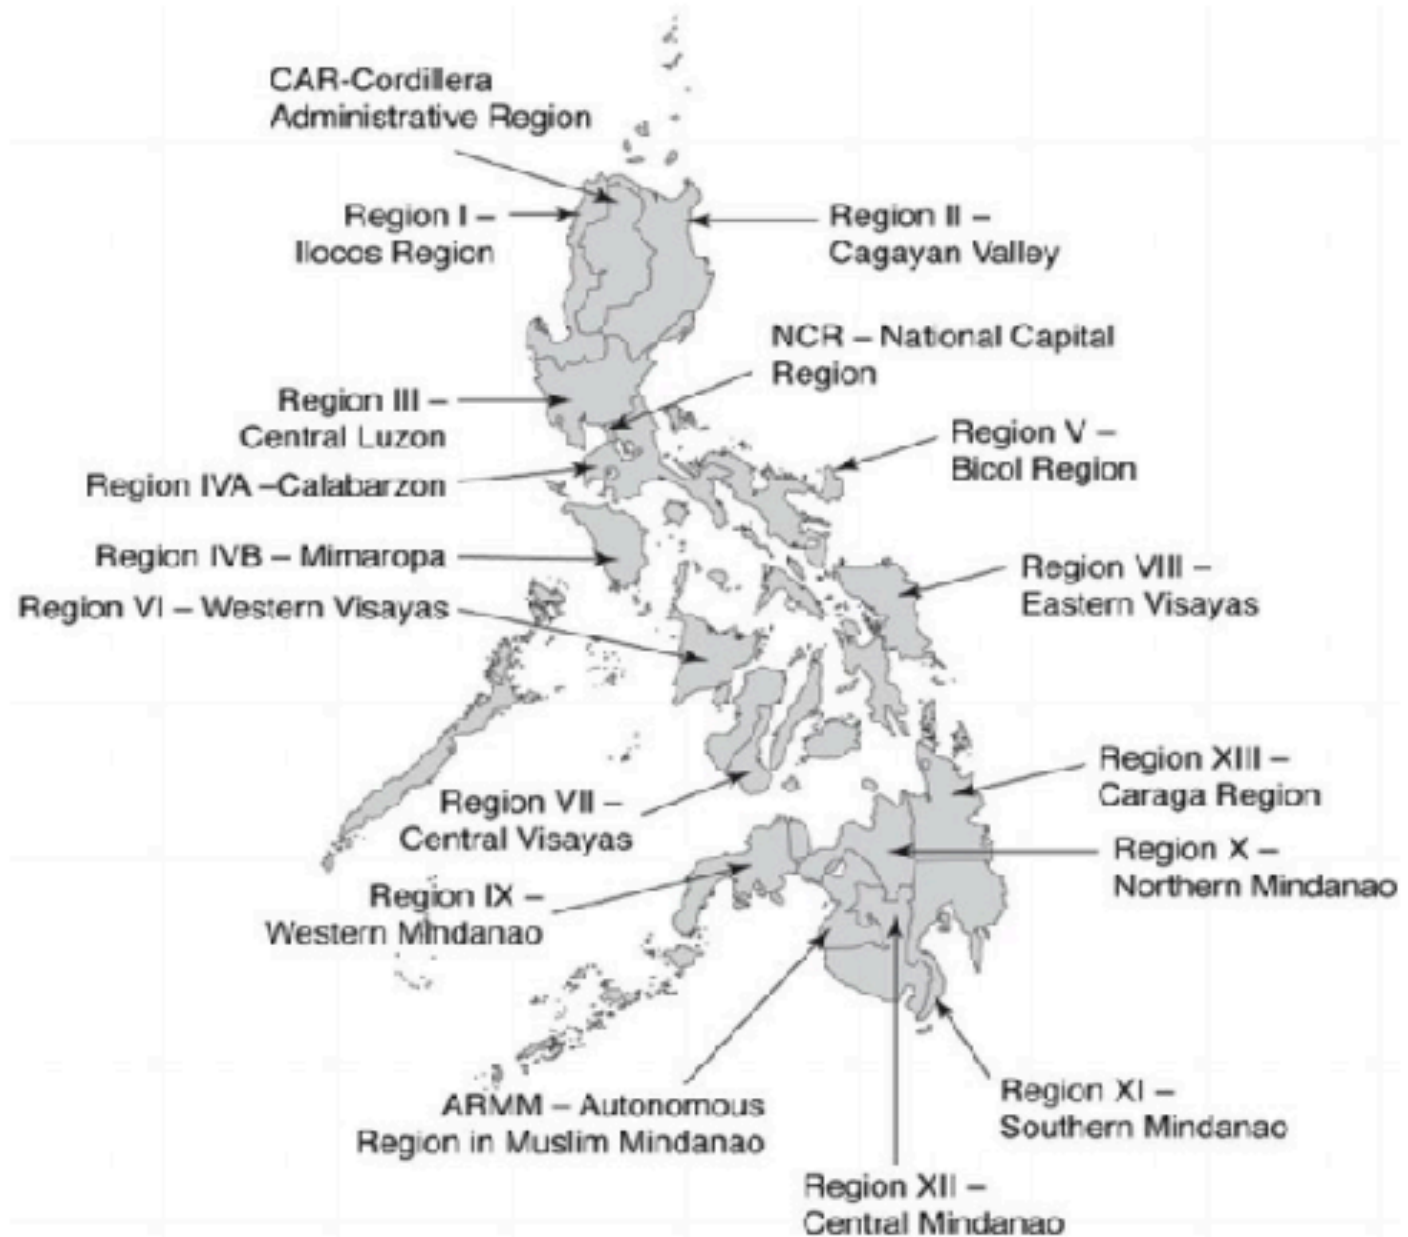 CAR-Cordillera
Administrative Region
Region I –
Ilocos Region
Region II –
Cagayan Valley
NCR – National Capital
Region
Region III –
Central Luzon
Region V –
Bicol Region
Region IVA –Calabarzon
Region IVB – Mimaropa
Region VIII –
Eastern Visayas
Region VI – Western Visayas
Region XIII –
Caraga Region
Region VII –
Central Visayas
Region X –
Northern Mindanao
Region IX –
Western Mindanao
Region XI –
Southern Mindanao
ARMM – Autonomous
Region in Muslim Mindanao
Region XII –
Central Mindanao